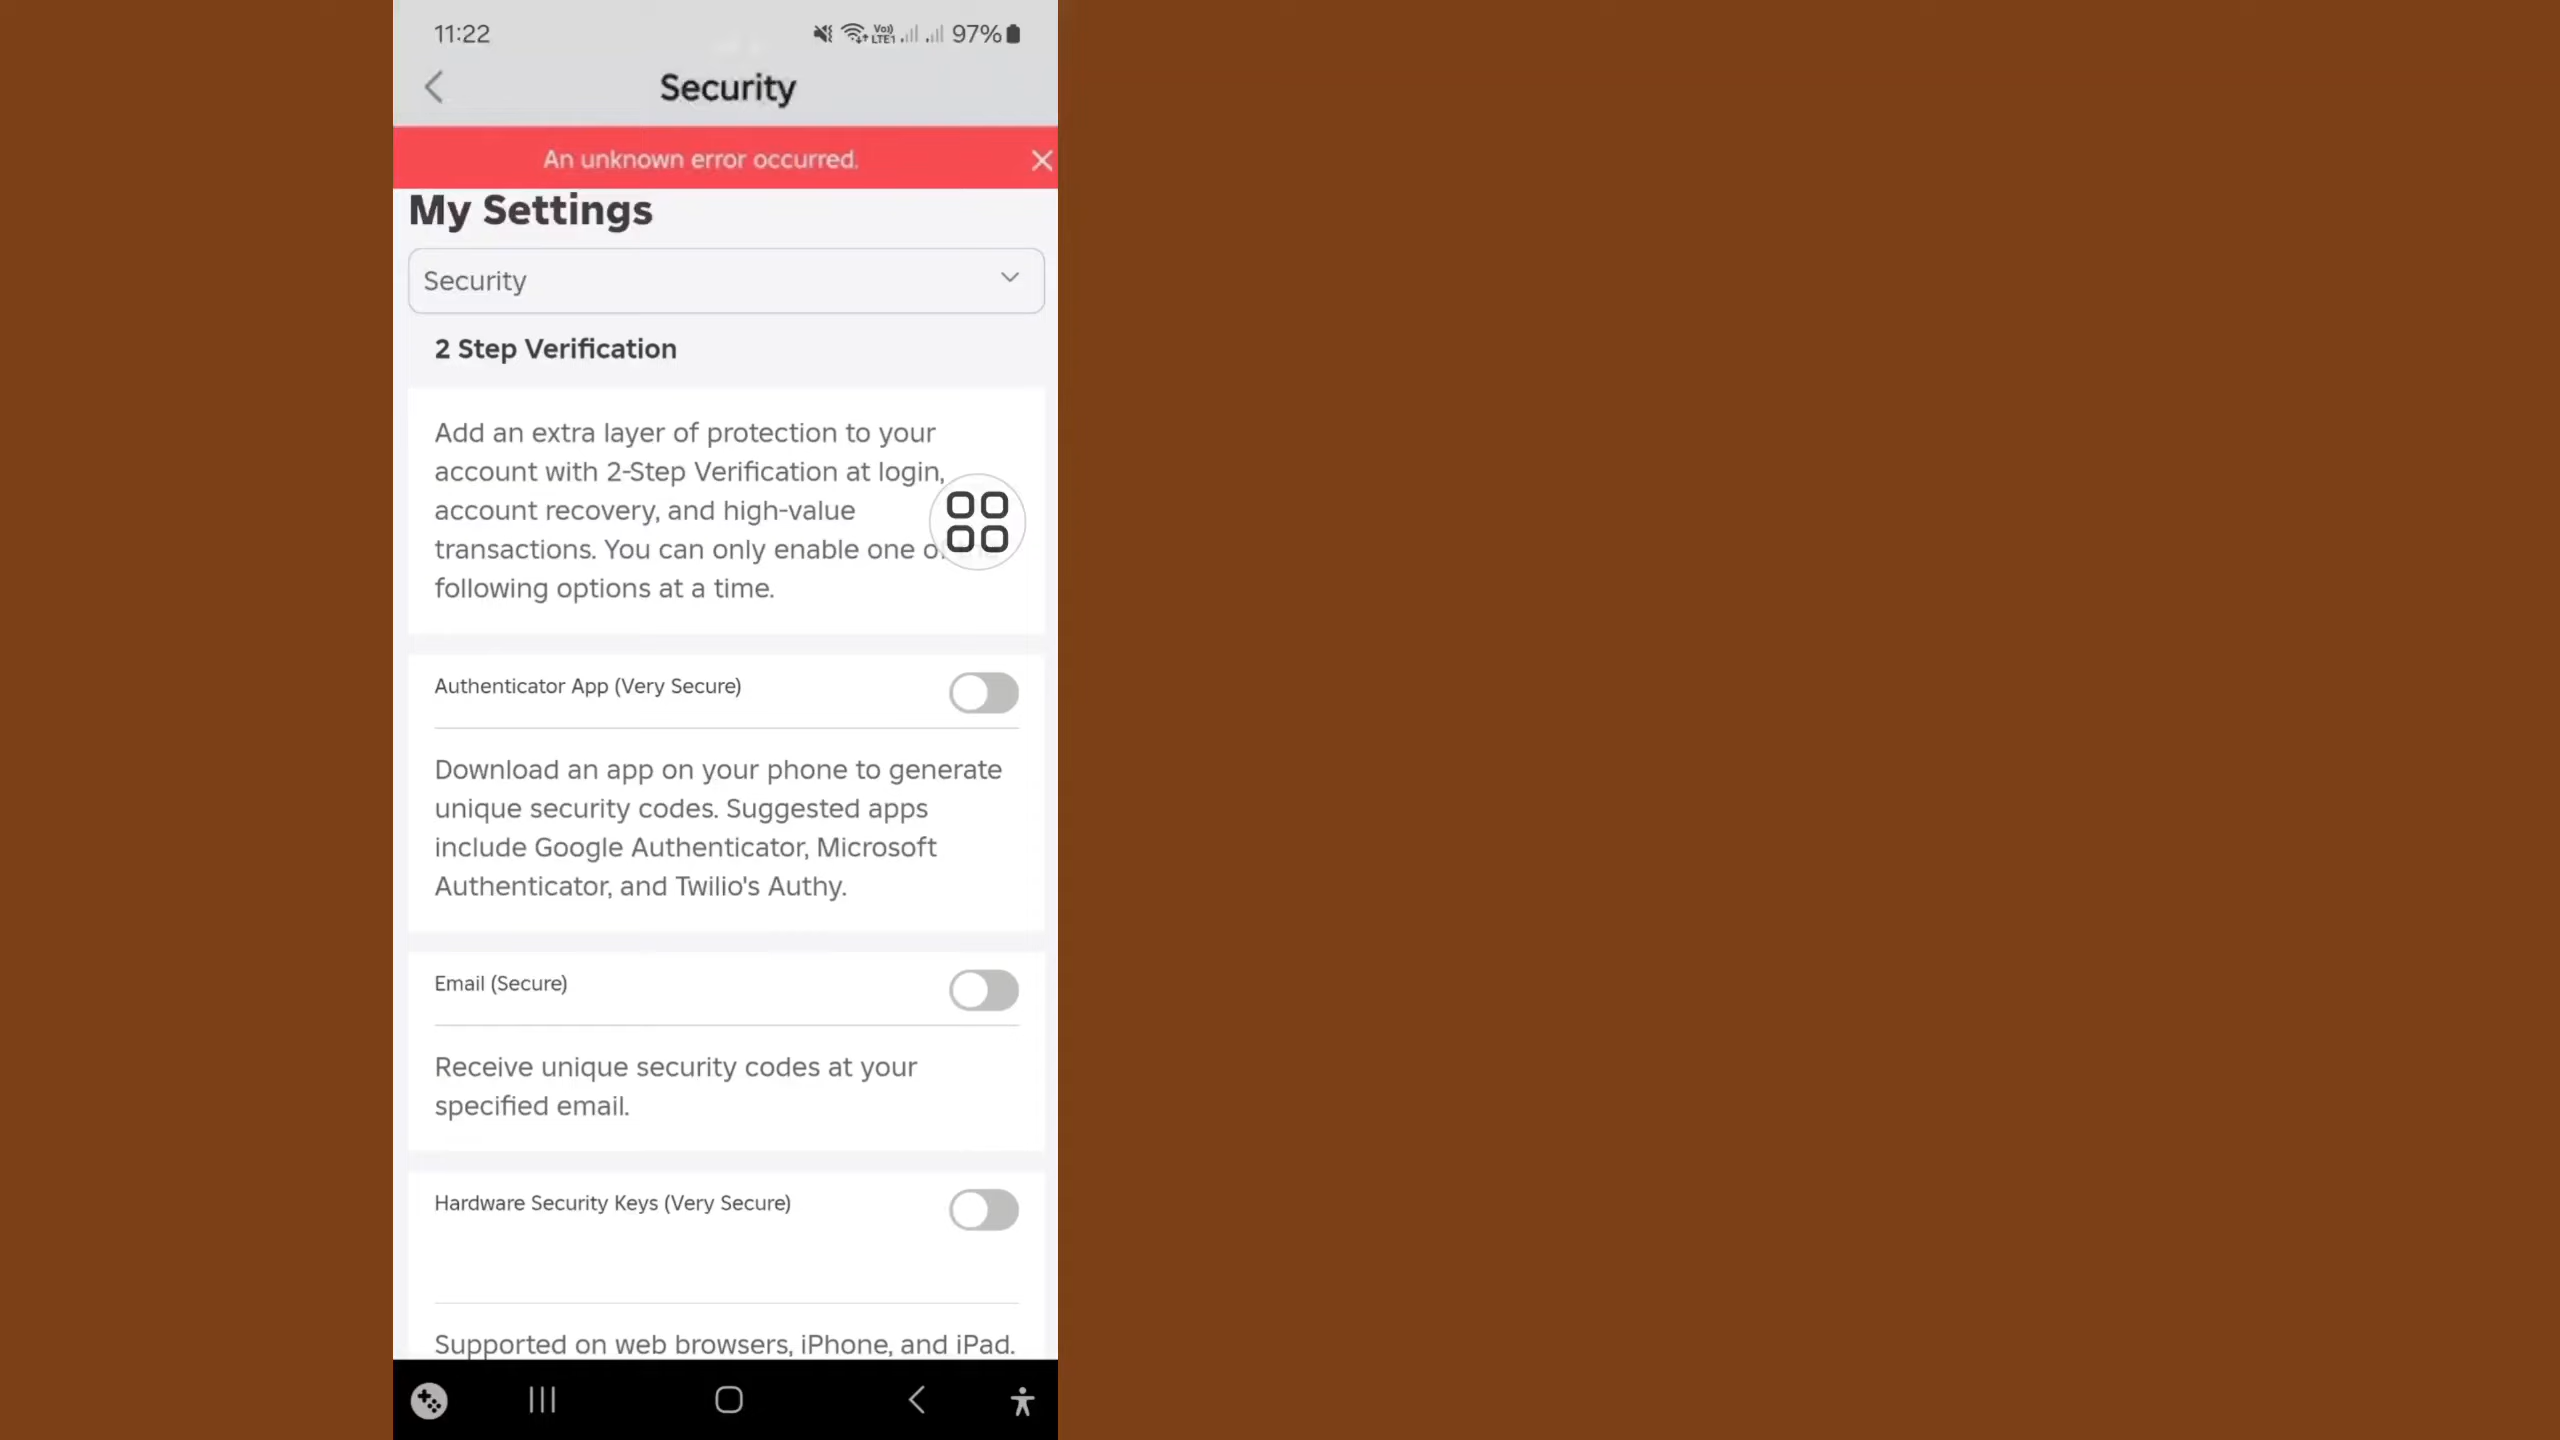 11:22
Vo))
LTE1
97%
Security
An unknown error occurred.
My Settings
Security
2 Step Verification
Add an extra layer of protection to your
account with 2-Step Verification at login,
account recovery, and high-value
transactions. You can only enable one
following options at a time.
Authenticator App (Very Secure)
Download an app on your phone to generate
unique security codes. Suggested apps
include Google Authenticator, Microsoft
Authenticator, and Twilio's Authy.
Email (Secure)
Receive unique security codes at your
specified email.
Hardware Security Keys (Very Secure)
Supported on web browsers, iPhone, and iPad.